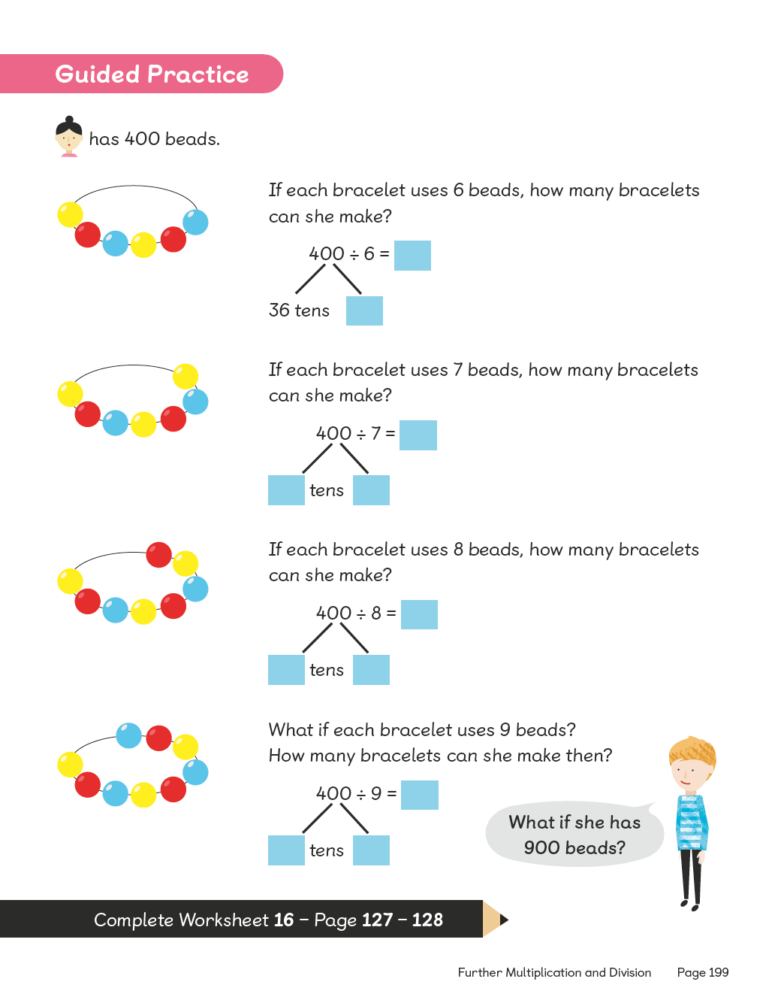 Guided Practice
has 400 beads.
If each bracelet uses 6 beads, how many bracelets
can she make?
400 ÷ 6 =
36 tens
If each bracelet uses 7 beads, how many bracelets
can she make?
400 ÷ 7 =
tens
If each bracelet uses 8 beads, how many bracelets
can she make?
400 ÷ 8 =
tens
What if each bracelet uses 9 beads?
How many bracelets can she make then?
400 ÷ 9 =
tens
What if she has
900 beads?
Complete Worksheet 16 – Page 127 – 128
Further Multiplication and Division Page 199